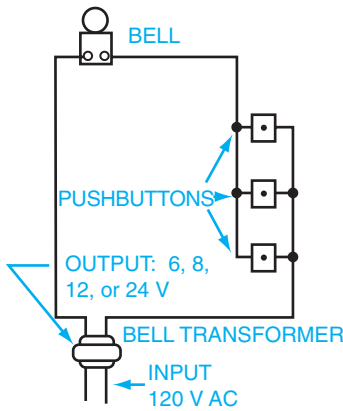 BELL
PUSHBUTTONS
OUTPUT: 6, 8,
12, or 24 V
BELL TRANSFORMER
INPUT
120 V AC